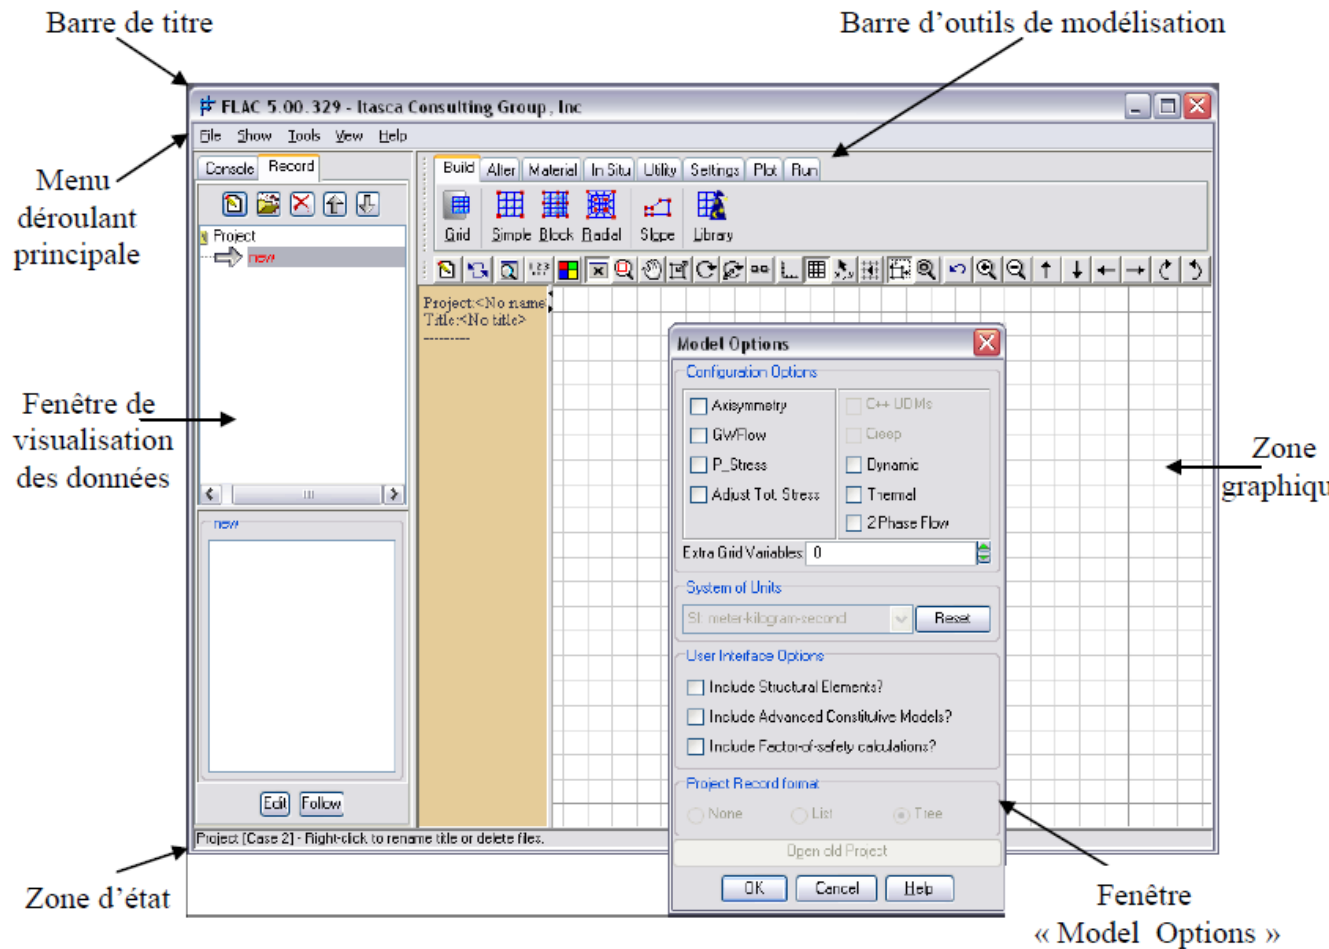 Barre de titre
Barre d’outils de modélisation
FLAC 5.00.329 - Itasca Consulting Group, Inc
File Show Tools View Help
Console Record
Build Alter Material In Situ Utility Settings Plot Run
Menu
déroulant
principale
Grid Simple Block Radial Slope Library
Project
new
Project:<No name
Title:<No title>
----------
Model Options
Configuration Options
Axisymmetry
C++ UDMs
GWFlow
Creep
P_Stress
Dynamic
Adjust Tot. Stress
Thermal
2 Phase Flow
Extra Grid Variables 0
Fenêtre de
visualisation
des données
Zone
graphiqu
new
System of Units
SI: meter-kilogram-second
Reset
User Interface Options
Include Structural Elements?
Include Advanced Constitutive Models?
Include Factor-of-safety calculations?
Project Record format
None List Tree
Edit Follow
Project [Case 2] - Right-click to rename title or delete files.
Open old Project
OK Cancel Help
Zone d’état
Fenêtre
« Model Options »